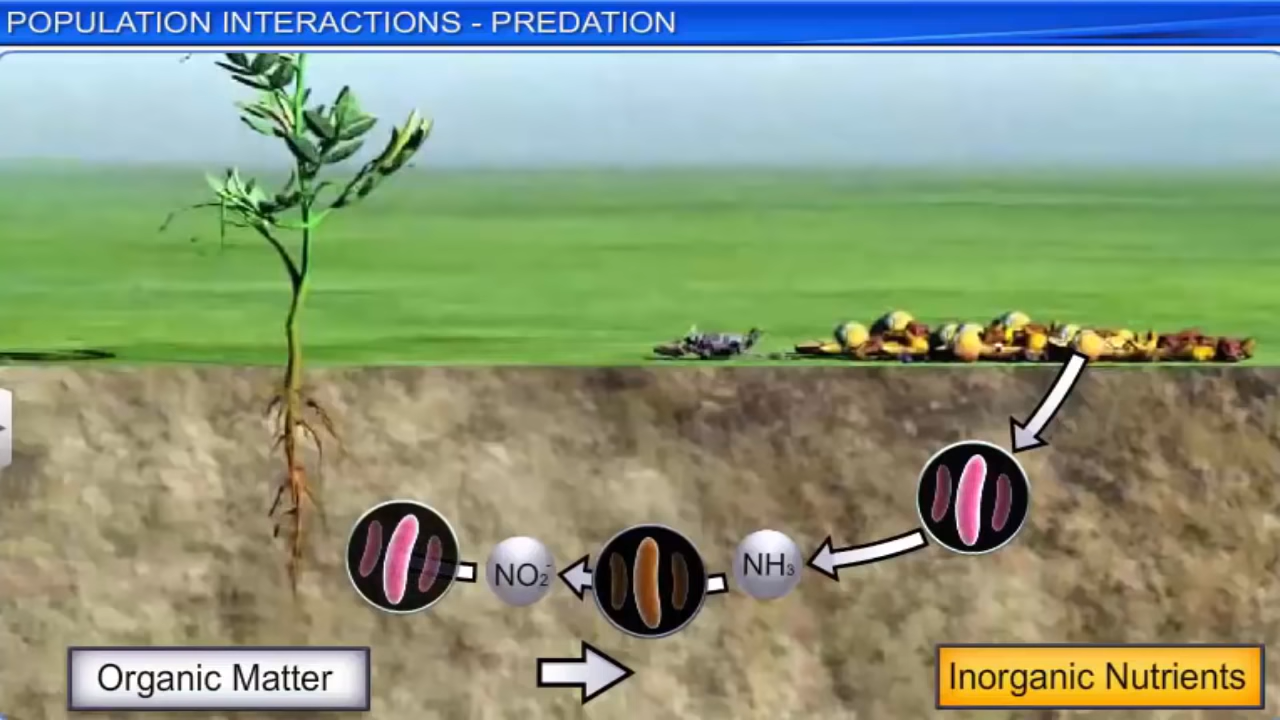 POPULATION INTERACTIONS - PREDATION
NO₂⁻
NH₃
Organic Matter
Inorganic Nutrients